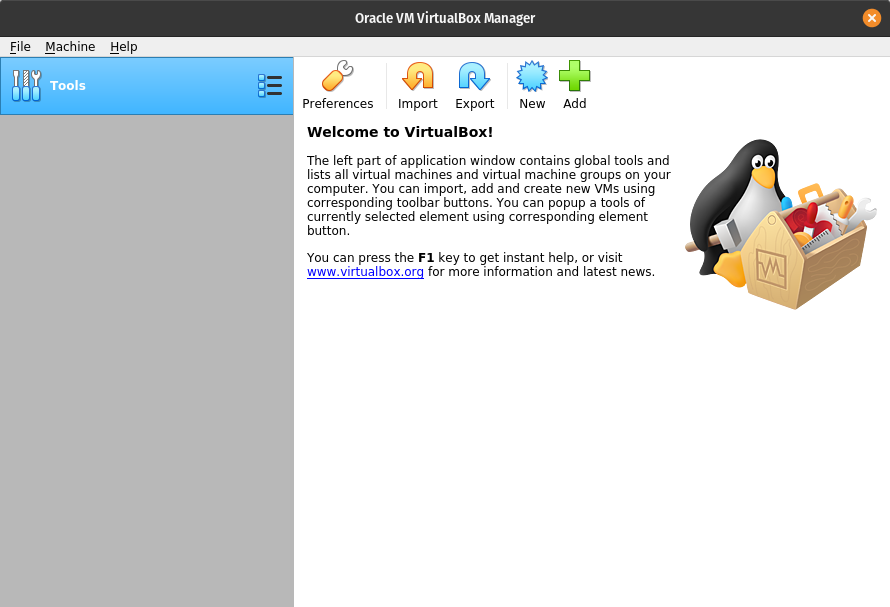 Oracle VM VirtualBox Manager
File Machine Help
Tools
Preferences Import Export New Add
Welcome to VirtualBox!
The left part of application window contains global tools and
lists all virtual machines and virtual machine groups on your
computer. You can import, add and create new VMs using
corresponding toolbar buttons. You can popup a tools of
currently selected element using corresponding element
button.
You can press the F1 key to get instant help, or visit
www.virtualbox.org for more information and latest news.